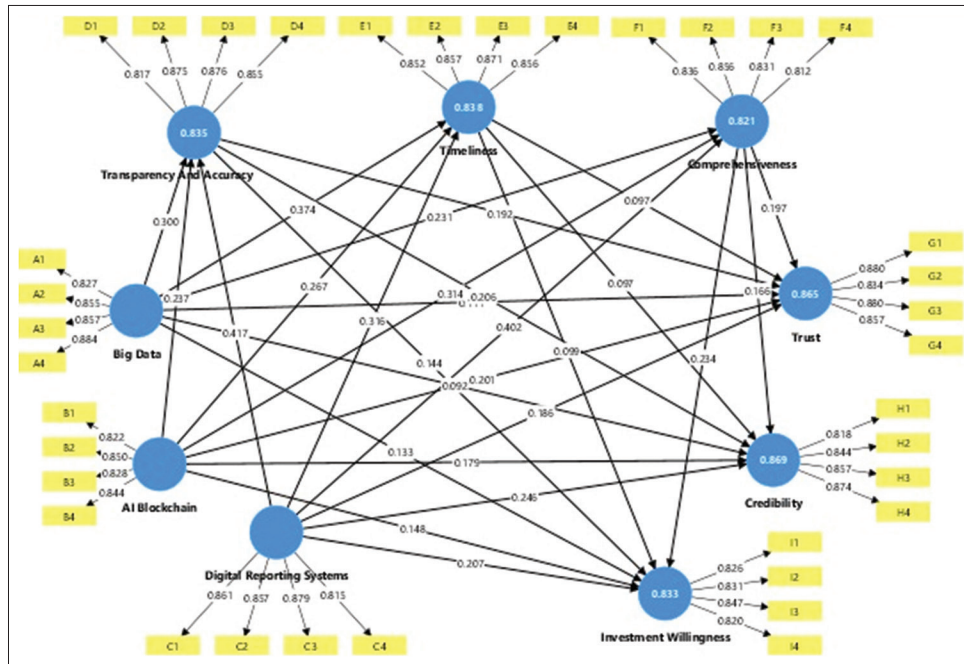 D1 D2 D3 D4 E1 E2 E3 E4 F1 F2 F3 F4
0.817 0.875 0.876 0.855 0.852 0.857 0.871 0.856 0.836 0.856 0.831 0.812
0.835 0.838 0.821
Transparency And Accuracy Timeliness Comprehensiveness
0.300 0.374 0.231 0.192 0.097 0.197
A1 0.827
A2 0.855
A3 0.857
A4 0.884
Big Data
0.237 0.267 0.314 0.206 0.097 0.166
0.417 0.316 0.402
0.865
Trust
G1 0.880
G2 0.834
G3 0.880
G4 0.857
0.144 0.099 0.234
0.092 0.201
0.186
B1 0.822
B2 0.850
B3 0.828
B4 0.844
AI Blockchain
0.133 0.179
0.246
0.148
0.207
0.869
Credibility
H1 0.818
H2 0.844
H3 0.857
H4 0.874
Digital Reporting Systems
0.861 0.857 0.879 0.815
C1 C2 C3 C4
0.833
Investment Willingness
I1 0.826
I2 0.831
I3 0.847
I4 0.820